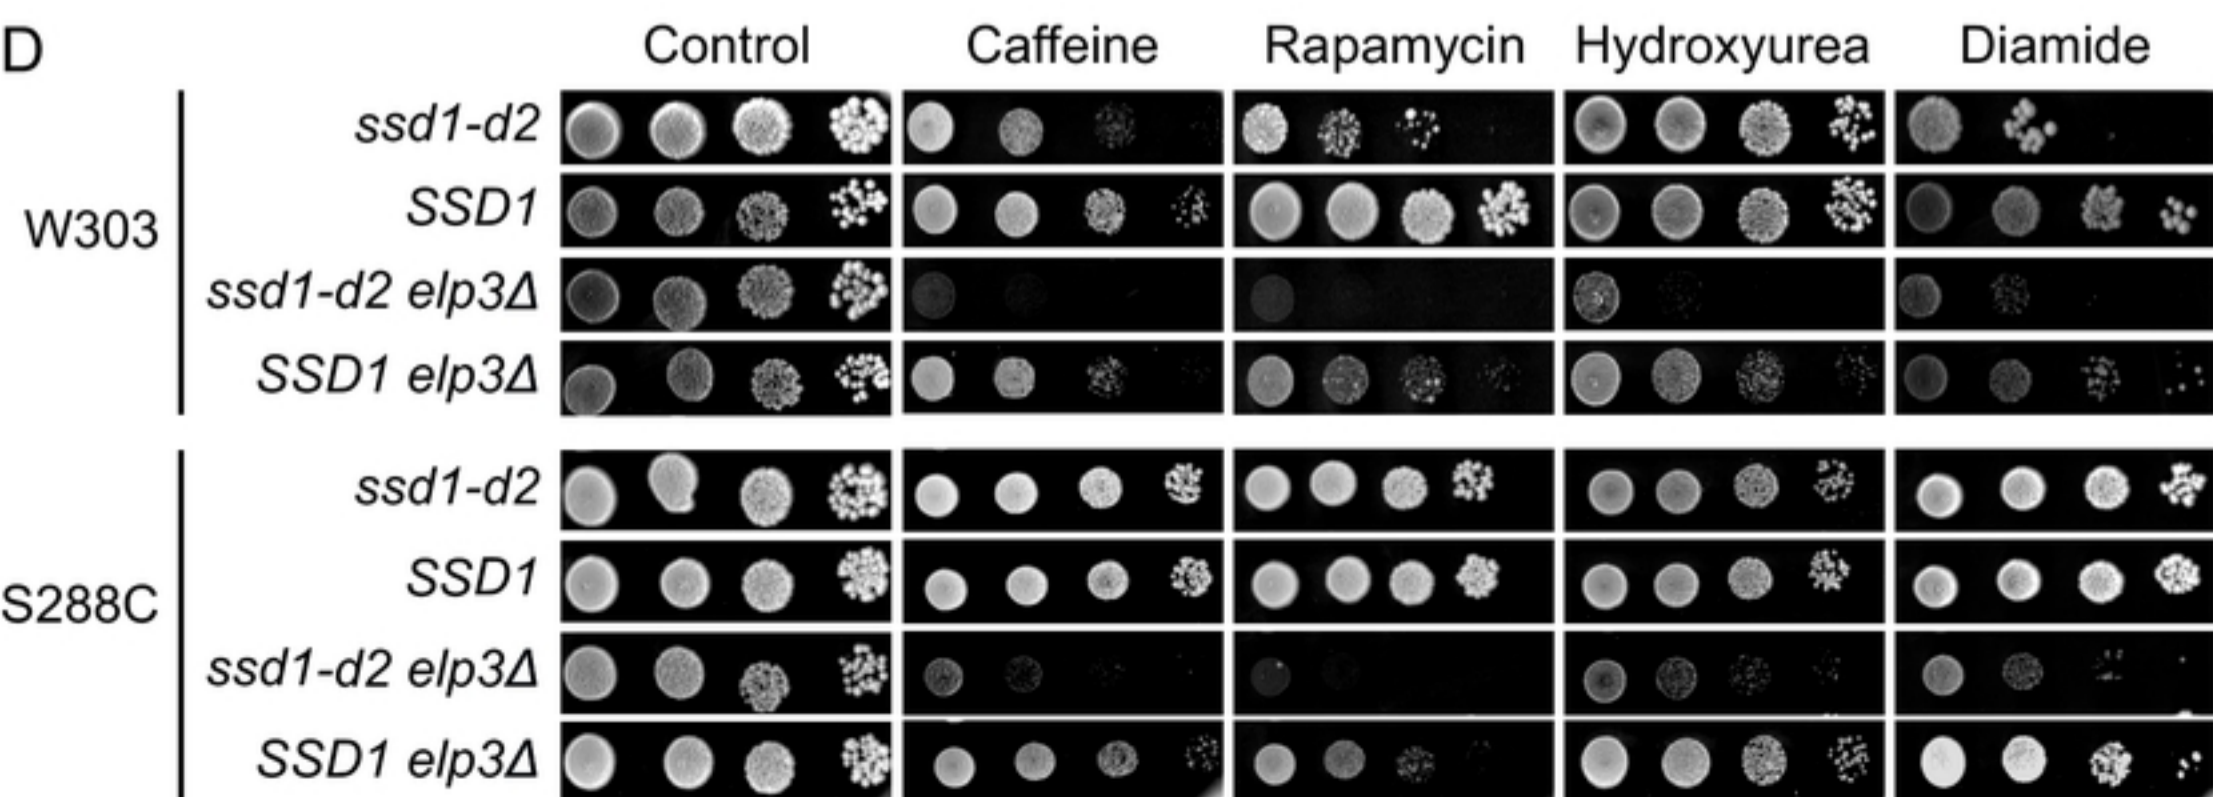 D
Control Caffeine Rapamycin Hydroxyurea Diamide
W303
ssd1-d2
SSD1
ssd1-d2 elp3Δ
SSD1 elp3Δ
S288C
ssd1-d2
SSD1
ssd1-d2 elp3Δ
SSD1 elp3Δ